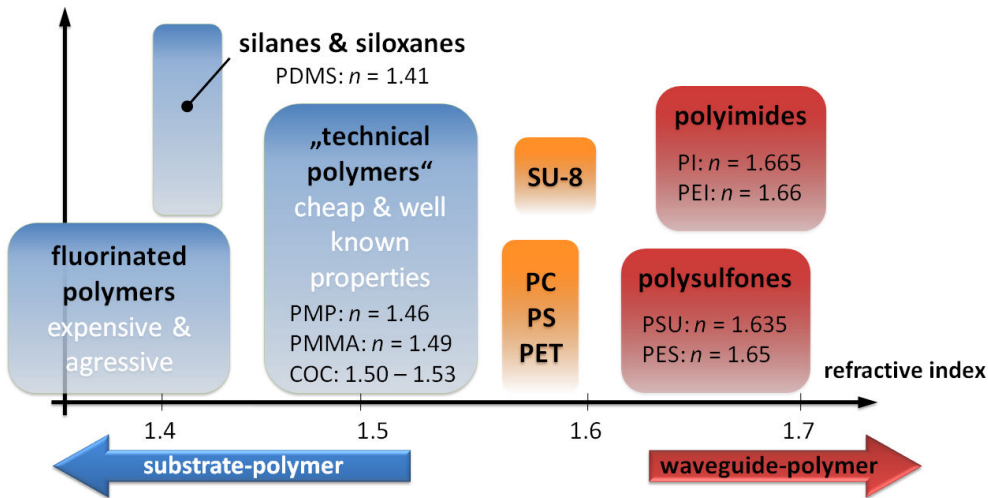 silanes & siloxanes
PDMS: n = 1.41
„technical
polymers“
cheap & well
known
properties
PMP: n = 1.46
PMMA: n = 1.49
COC: 1.50 – 1.53
fluorinated
polymers
expensive &
agressive
SU-8
PC
PS
PET
polyimides
PI: n = 1.665
PEI: n = 1.66
polysulfones
PSU: n = 1.635
PES: n = 1.65
refractive index
1.4
1.5
1.6
1.7
substrate-polymer
waveguide-polymer